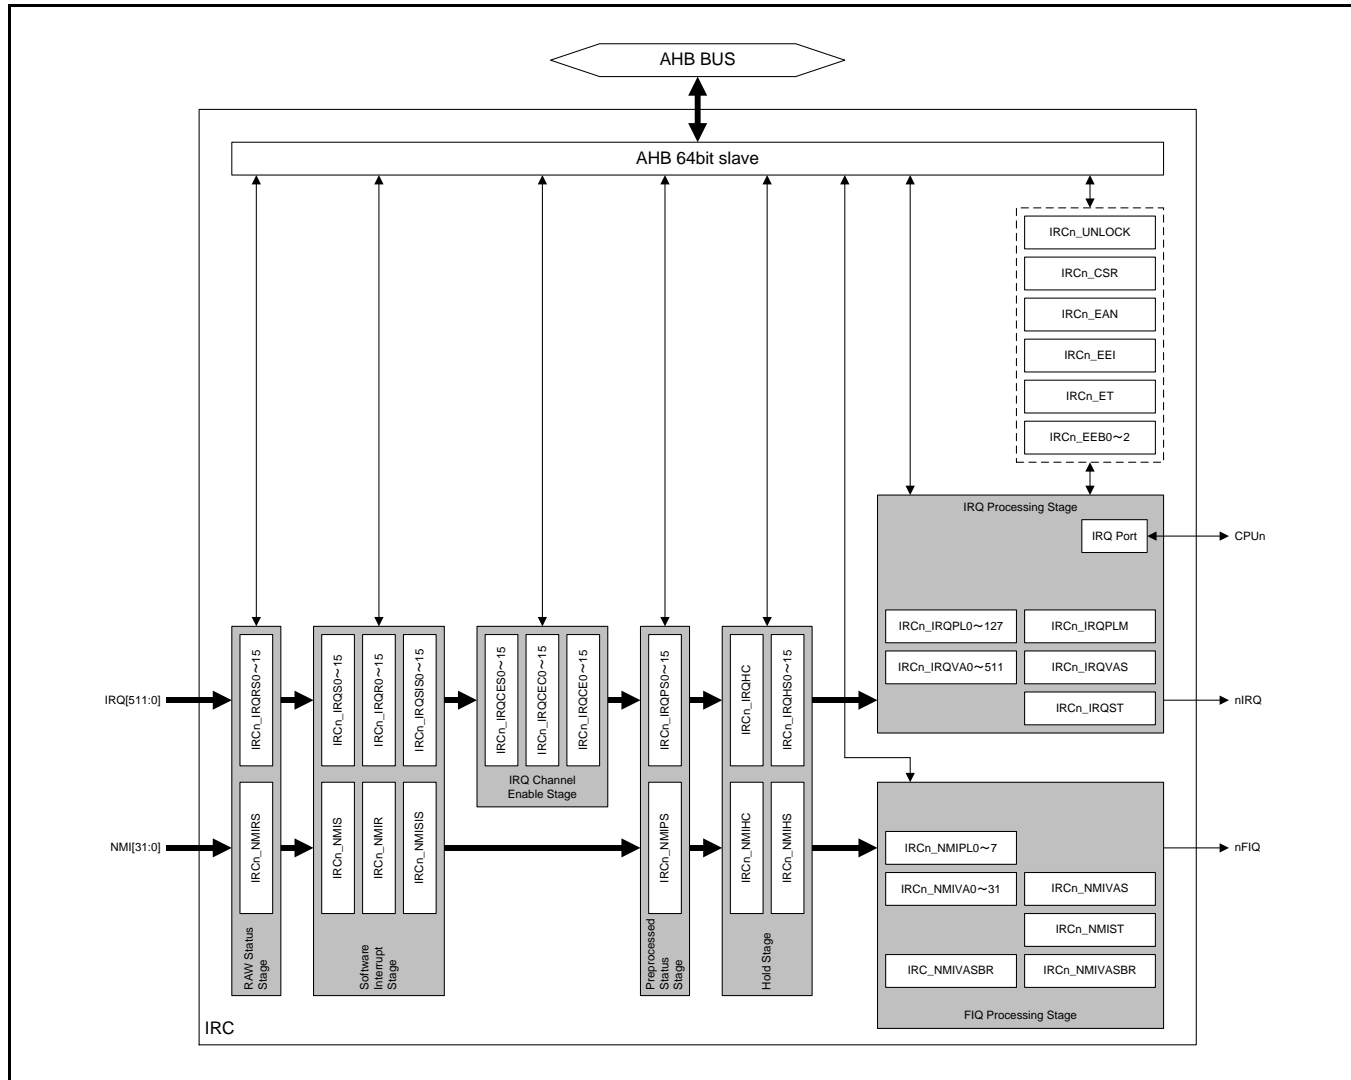 AHB BUS
AHB 64bit slave
IRCn_UNLOCK
IRCn_CSR
IRCn_EAN
IRCn_EEI
IRCn_ET
IRCn_EEB0～2
IRQ Processing Stage
IRQ Port
CPUn
IRCn_IRQPL0～127
IRCn_IRQPLM
IRCn_IRQVA0～511
IRCn_IRQVAS
IRCn_IRQST
nIRQ
IRQ[511:0]
IRCn_IRQRS0～15
IRCn_IRQS0～15
IRCn_IRQR0～15
IRCn_IRQSIS0～15
IRCn_IRQCES0～15
IRCn_IRQCEC0～15
IRCn_IRQCE0～15
IRCn_IRQPS0～15
IRCn_IRQHC
IRCn_IRQHS0～15
IRQ Channel
Enable Stage
NMI[31:0]
IRCn_NMIRS
IRCn_NMIS
IRCn_NMIR
IRCn_NMISIS
IRCn_NMIPS
IRCn_NMIHC
IRCn_NMIHS
RAW Status
Stage
Software
Interrupt
Stage
Preprocessed
Status
Stage
Hold Stage
IRCn_NMIPL0～7
nFIQ
IRCn_NMIVA0～31
IRCn_NMIVAS
IRCn_NMIST
IRC_NMIVASBR
IRCn_NMIVASBR
FIQ Processing Stage
IRC